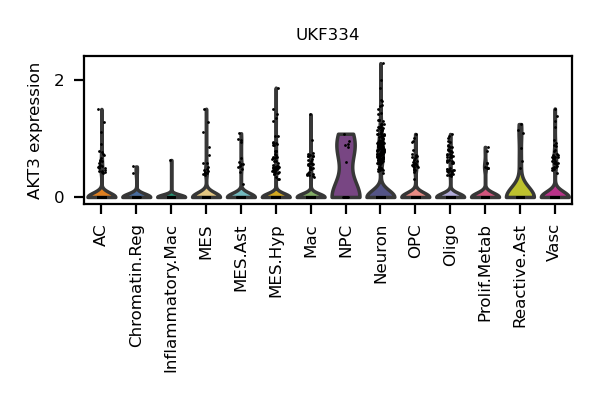 UKF334
AKT3 expression
2
0
AC
Chromatin.Reg
Inflammatory.Mac
MES
MES.Ast
MES.Hyp
Mac
NPC
Neuron
OPC
Oligo
Prolif.Metab
Reactive.Ast
Vasc